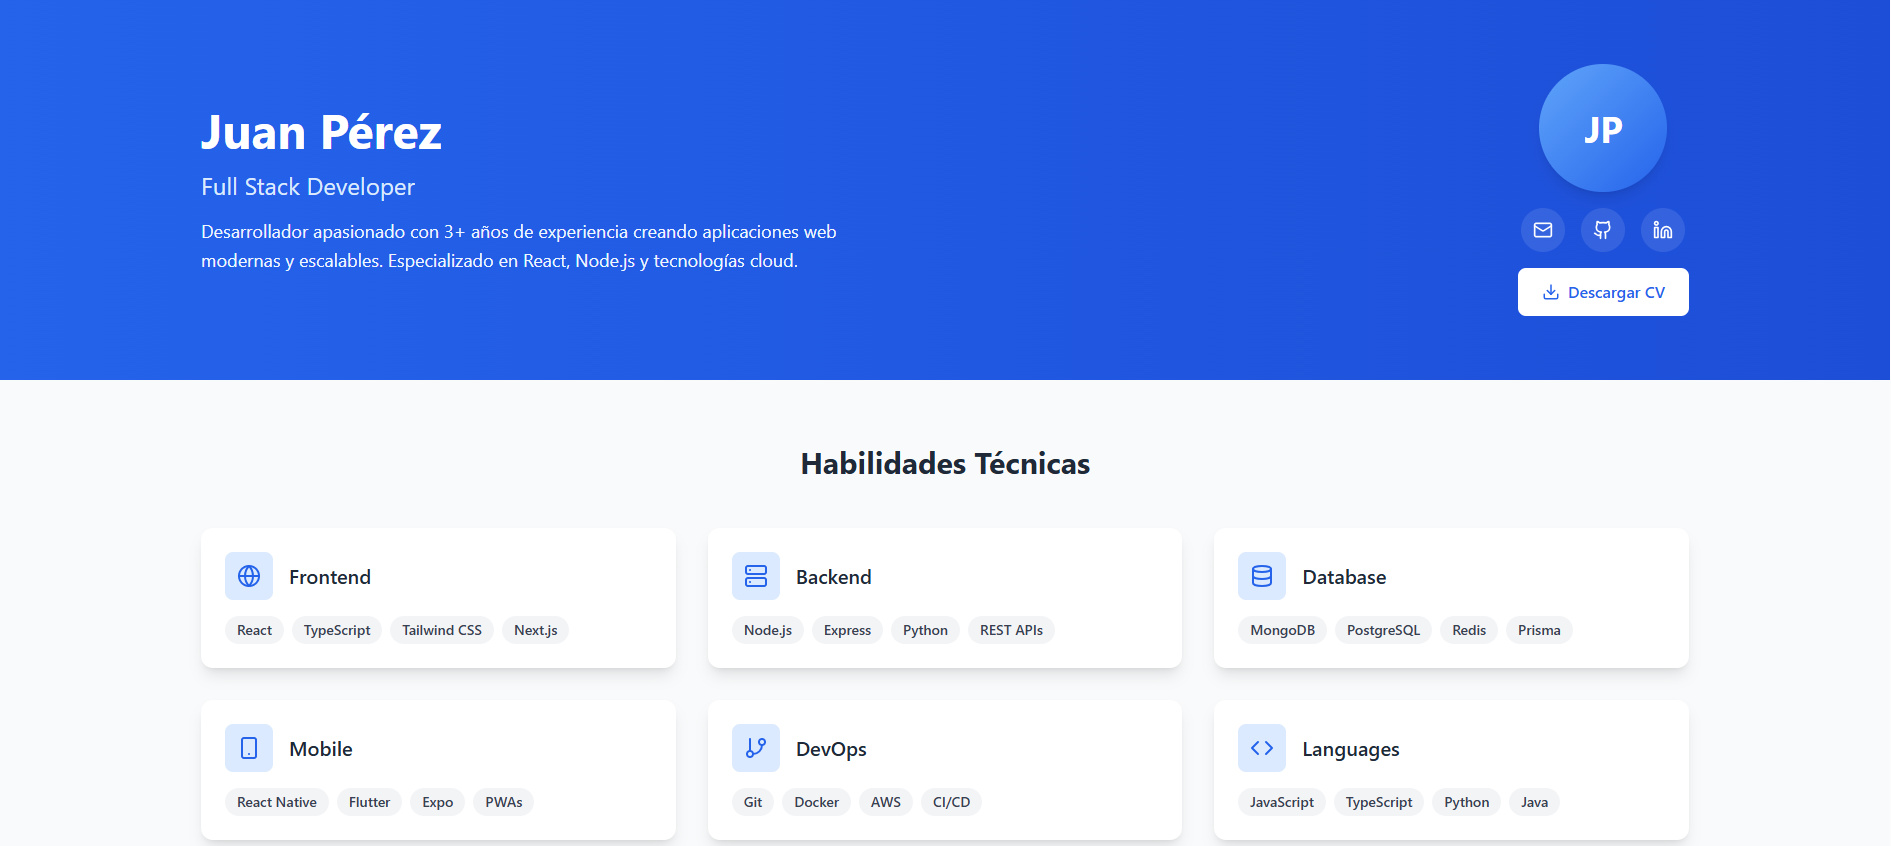 Juan Pérez
Full Stack Developer
Desarrollador apasionado con 3+ años de experiencia creando aplicaciones web
modernas y escalables. Especializado en React, Node.js y tecnologías cloud.
JP
Descargar CV
Habilidades Técnicas
Frontend
React TypeScript Tailwind CSS Next.js
Backend
Node.js Express Python REST APIs
Database
MongoDB PostgreSQL Redis Prisma
Mobile
React Native Flutter Expo PWAs
DevOps
Git Docker AWS CI/CD
Languages
JavaScript TypeScript Python Java